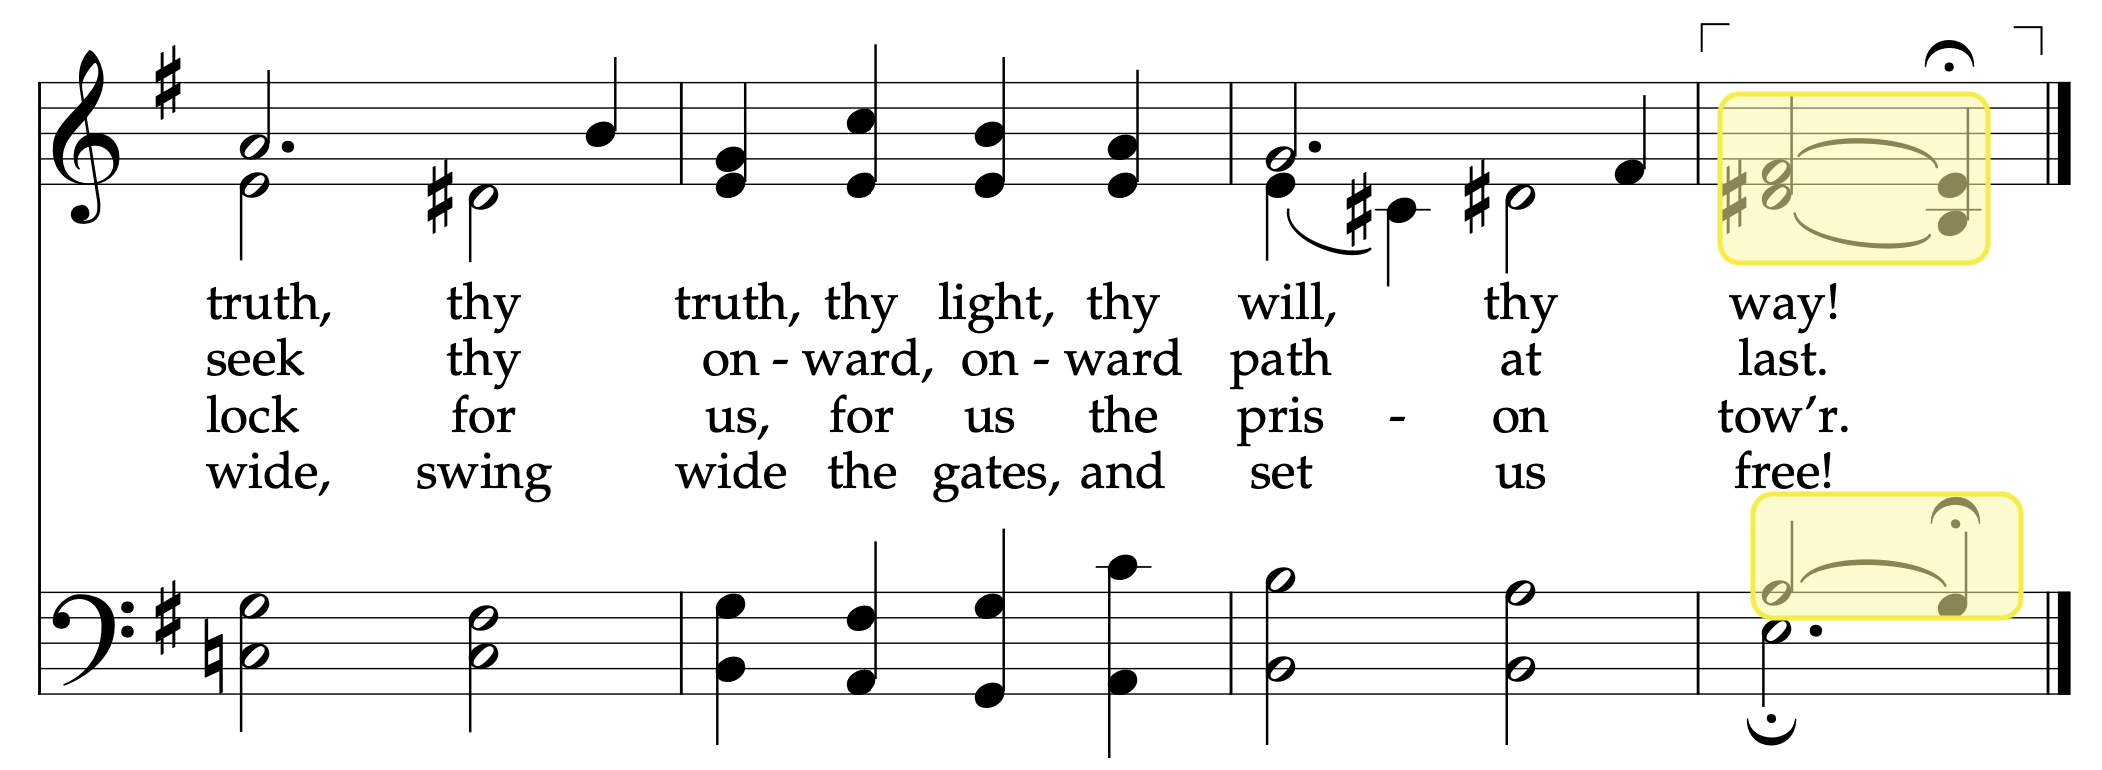 truth, thy truth, thy light, thy will, thy way!
seek thy on - ward, on - ward path at last.
lock for us, for us the pris - on tow’r.
wide, swing wide the gates, and set us free!